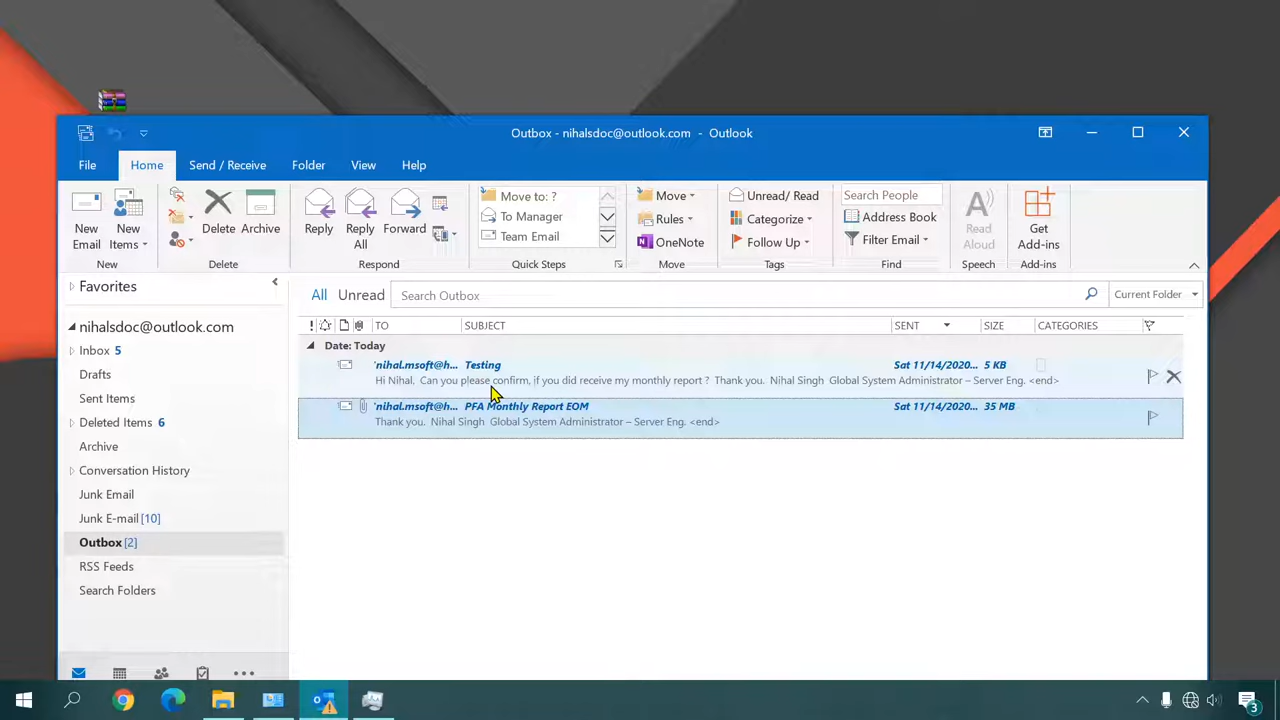 Outbox - nihalsdoc@outlook.com - Outlook
File Home Send / Receive Folder View Help
New Email
New Items
Delete
Archive
Reply
Reply All
Forward
Move to: ?
To Manager
Team Email
Move
Rules
OneNote
Unread/ Read
Categorize
Follow Up
Search People
Address Book
Filter Email
Read Aloud
Get Add-ins
New Delete Respond Quick Steps Move Tags Find Speech Add-ins
Favorites
nihalsdoc@outlook.com
Inbox 5
Drafts
Sent Items
Deleted Items 6
Archive
Conversation History
Junk Email
Junk E-mail [10]
Outbox [2]
RSS Feeds
Search Folders
All Unread Search Outbox Current Folder
! TO SUBJECT SENT SIZE CATEGORIES
Date: Today
'nihal.msoft@h... Testing Sat 11/14/2020... 5 KB
Hi Nihal, Can you please confirm, if you did receive my monthly report ? Thank you. Nihal Singh Global System Administrator – Server Eng. <end>
'nihal.msoft@h... PFA Monthly Report EOM Sat 11/14/2020... 35 MB
Thank you. Nihal Singh Global System Administrator – Server Eng. <end>
3